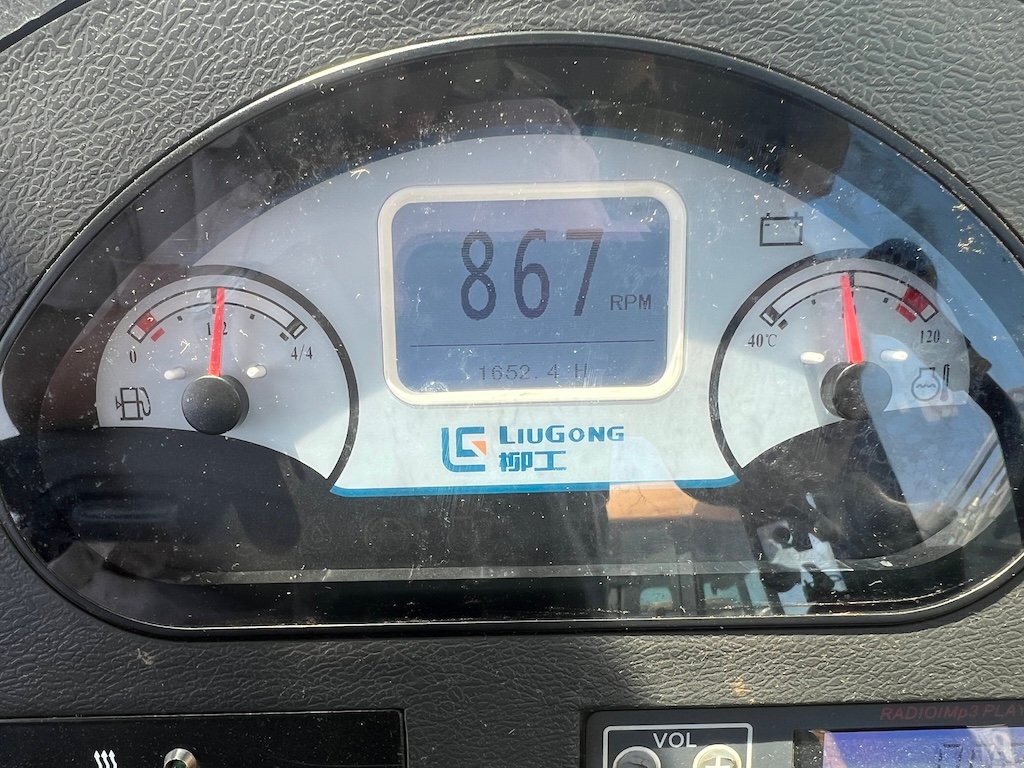 867 RPM
1652.4 H
0 1/2 4/4
40℃ 120
LIUGONG
柳工
VOL
RADIO/Mp3 PLAY